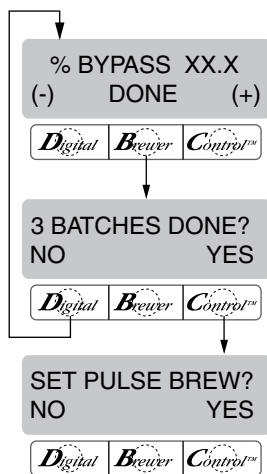 % BYPASS XX.X
(-) DONE (+)
Digital Brewer Control™
3 BATCHES DONE?
NO YES
Digital Brewer Control™
SET PULSE BREW?
NO YES
Digital Brewer Control™